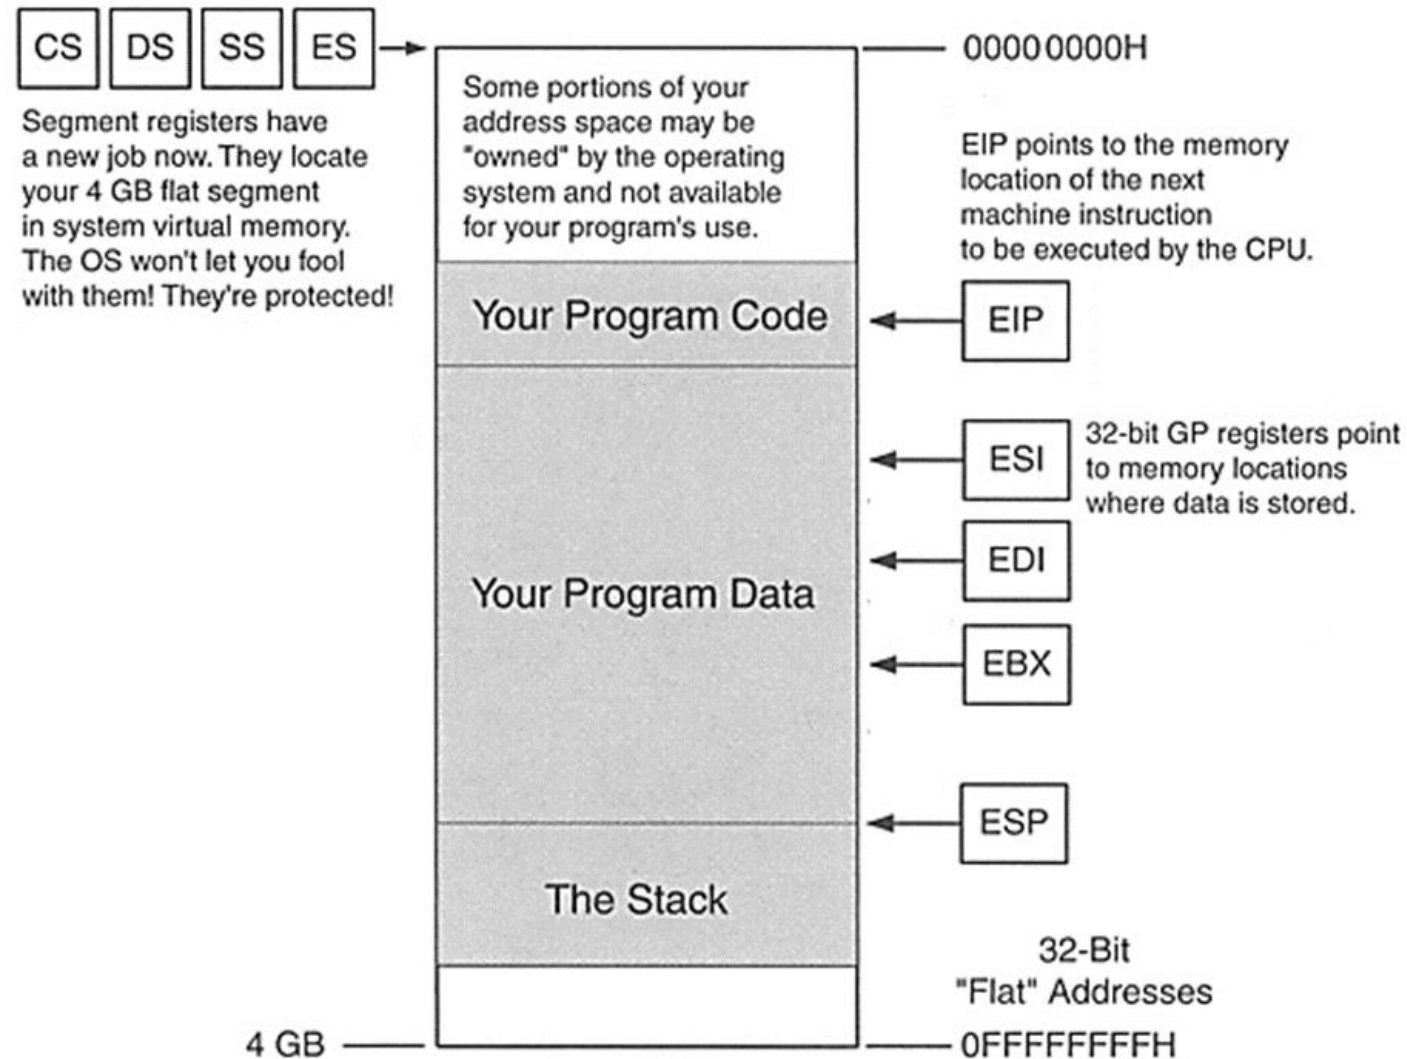 CS DS SS ES
00000000H
Segment registers have
a new job now. They locate
your 4 GB flat segment
in system virtual memory.
The OS won't let you fool
with them! They're protected!
Some portions of your
address space may be
"owned" by the operating
system and not available
for your program's use.
EIP points to the memory
location of the next
machine instruction
to be executed by the CPU.
Your Program Code
EIP
ESI
32-bit GP registers point
to memory locations
where data is stored.
EDI
Your Program Data
EBX
ESP
The Stack
32-Bit
"Flat" Addresses
4 GB
0FFFFFFFFH